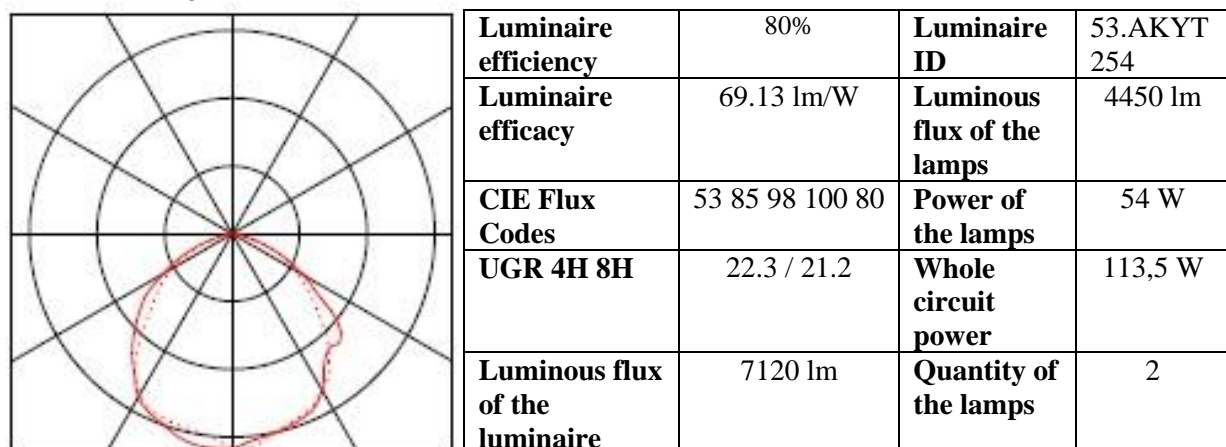 Luminaire efficiency 80% Luminaire ID 53.AKYT 254
Luminaire efficacy 69.13 lm/W Luminous flux of the lamps 4450 lm
CIE Flux Codes 53 85 98 100 80 Power of the lamps 54 W
UGR 4H 8H 22.3 / 21.2 Whole circuit power 113,5 W
Luminous flux of the luminaire 7120 lm Quantity of the lamps 2